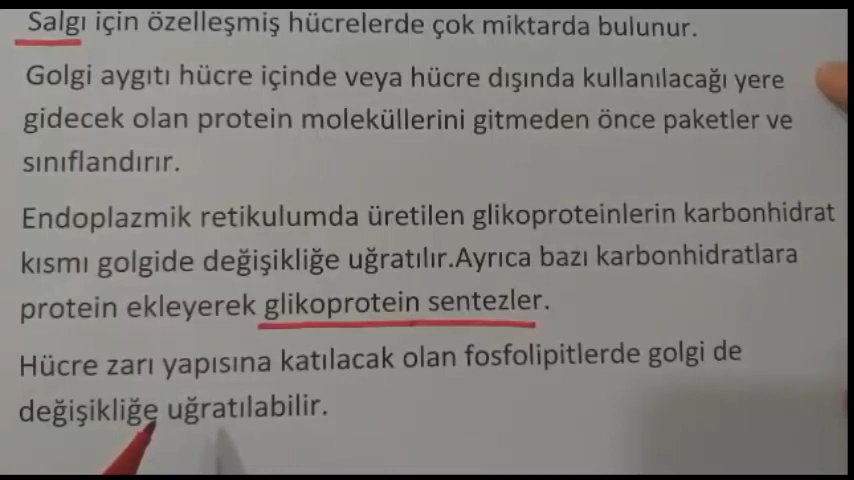 Salgı için özelleşmiş hücrelerde çok miktarda bulunur.
Golgi aygıtı hücre içinde veya hücre dışında kullanılacağı yere
gidecek olan protein moleküllerini gitmeden önce paketler ve
sınıflandırır.
Endoplazmik retikulumda üretilen glikoproteinlerin karbonhidrat
kısmı golgide değişikliğe uğratılır.Ayrıca bazı karbonhidratlara
protein ekleyerek glikoprotein sentezler.
Hücre zarı yapısına katılacak olan fosfolipitlerde golgi de
değişikliğe uğratılabilir.